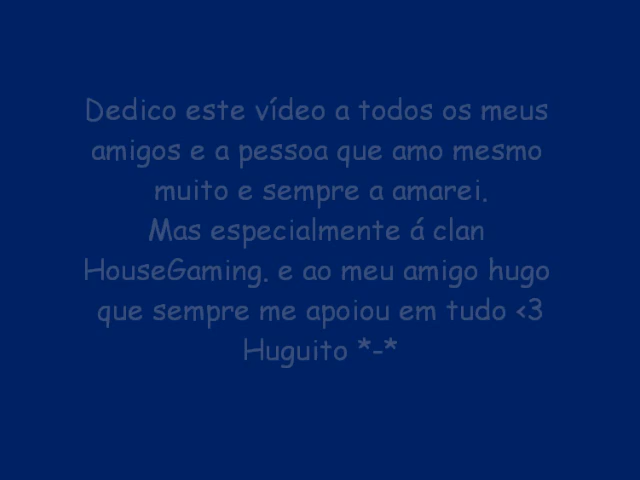 Dedico este vídeo a todos os meus
amigos e a pessoa que amo mesmo
muito e sempre a amarei.
Mas especialmente á clan
HouseGaming. e ao meu amigo hugo
que sempre me apoiou em tudo <3
Huguito *-*